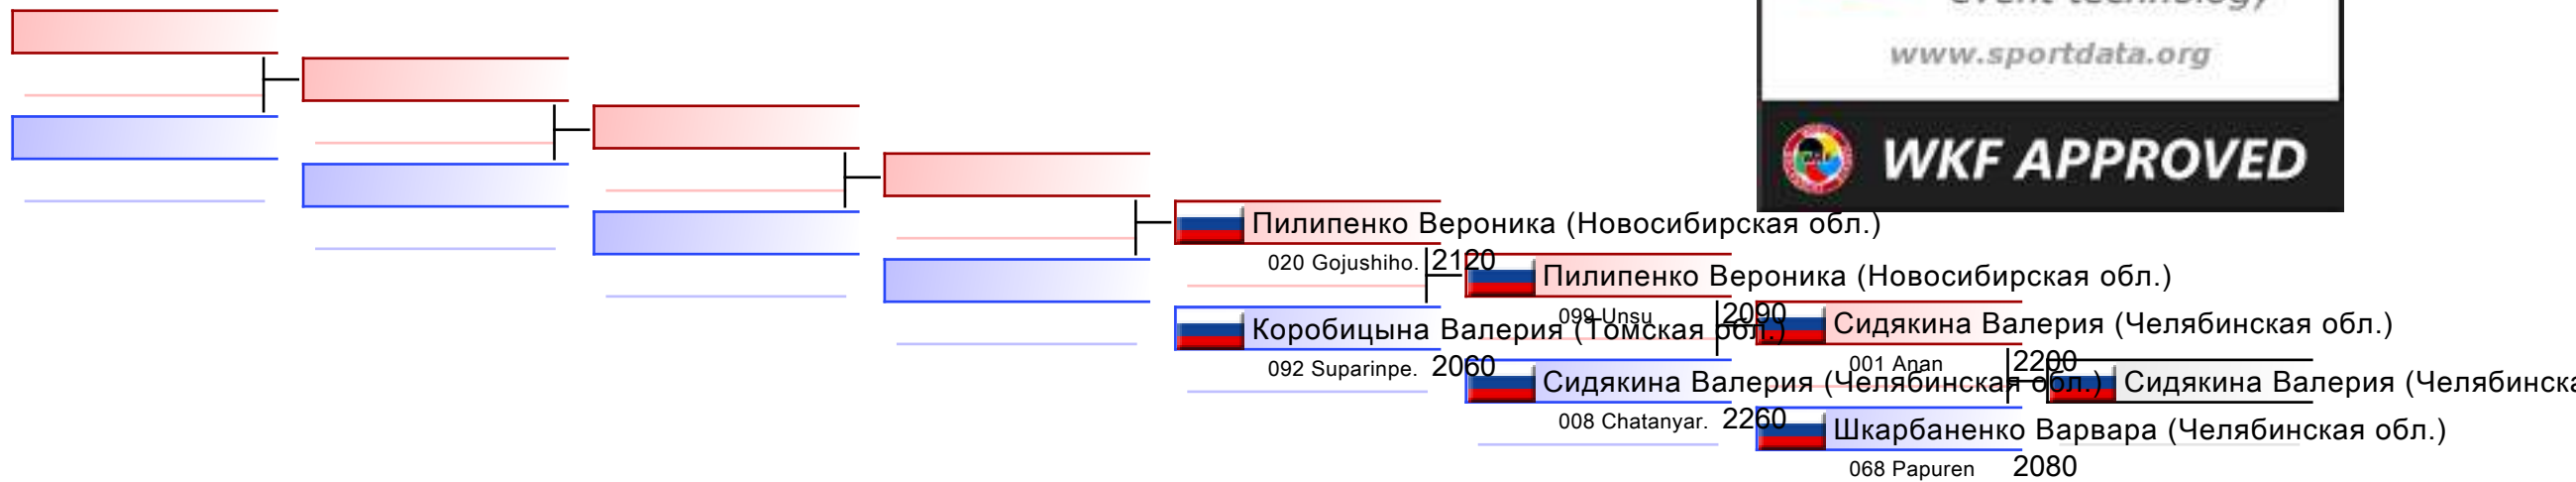 www.sportdata.org
WKF APPROVED
Пилипенко Вероника (Новосибирская обл.)
020 Gojushiho. 2120
Пилипенко Вероника (Новосибирская обл.)
099 Unsu 2090
Коробицына Валерия (Томская обл.)
092 Suparinpe. 2060
Сидякина Валерия (Челябинская обл.)
001 Anan 2200
Сидякина Валерия (Челябинская обл.)
008 Chatanyar. 2260
Сидякина Валерия (Челябинск
Шкарбаненко Варвара (Челябинская обл.)
068 Papuren 2080